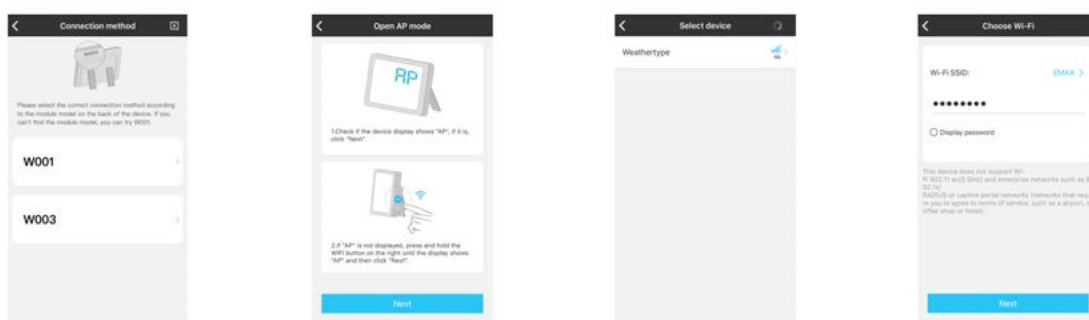 Connection method
Please select the correct connection method according
to the module model on the back of the device. If you
can't find the module model, you can try W001
W001
W003
Open AP mode
AP
1.Check if the device display shows "AP", if it is,
click "Next".
2.If "AP" is not displayed, press and hold the
WIFI button on the right until the display shows
"AP" and then click "Next".
Next
Select device
Weathertype
Choose Wi-Fi
Wi-Fi SSID:
EMAX >
Display password
This device does not support Wi-
Fi 802.11 an(5 GHz) and enterprise networks such as
RADIUS or captive portal networks (networks that
or you to agree to terms of service, such as a airport,
offee shop or hotel).
Next